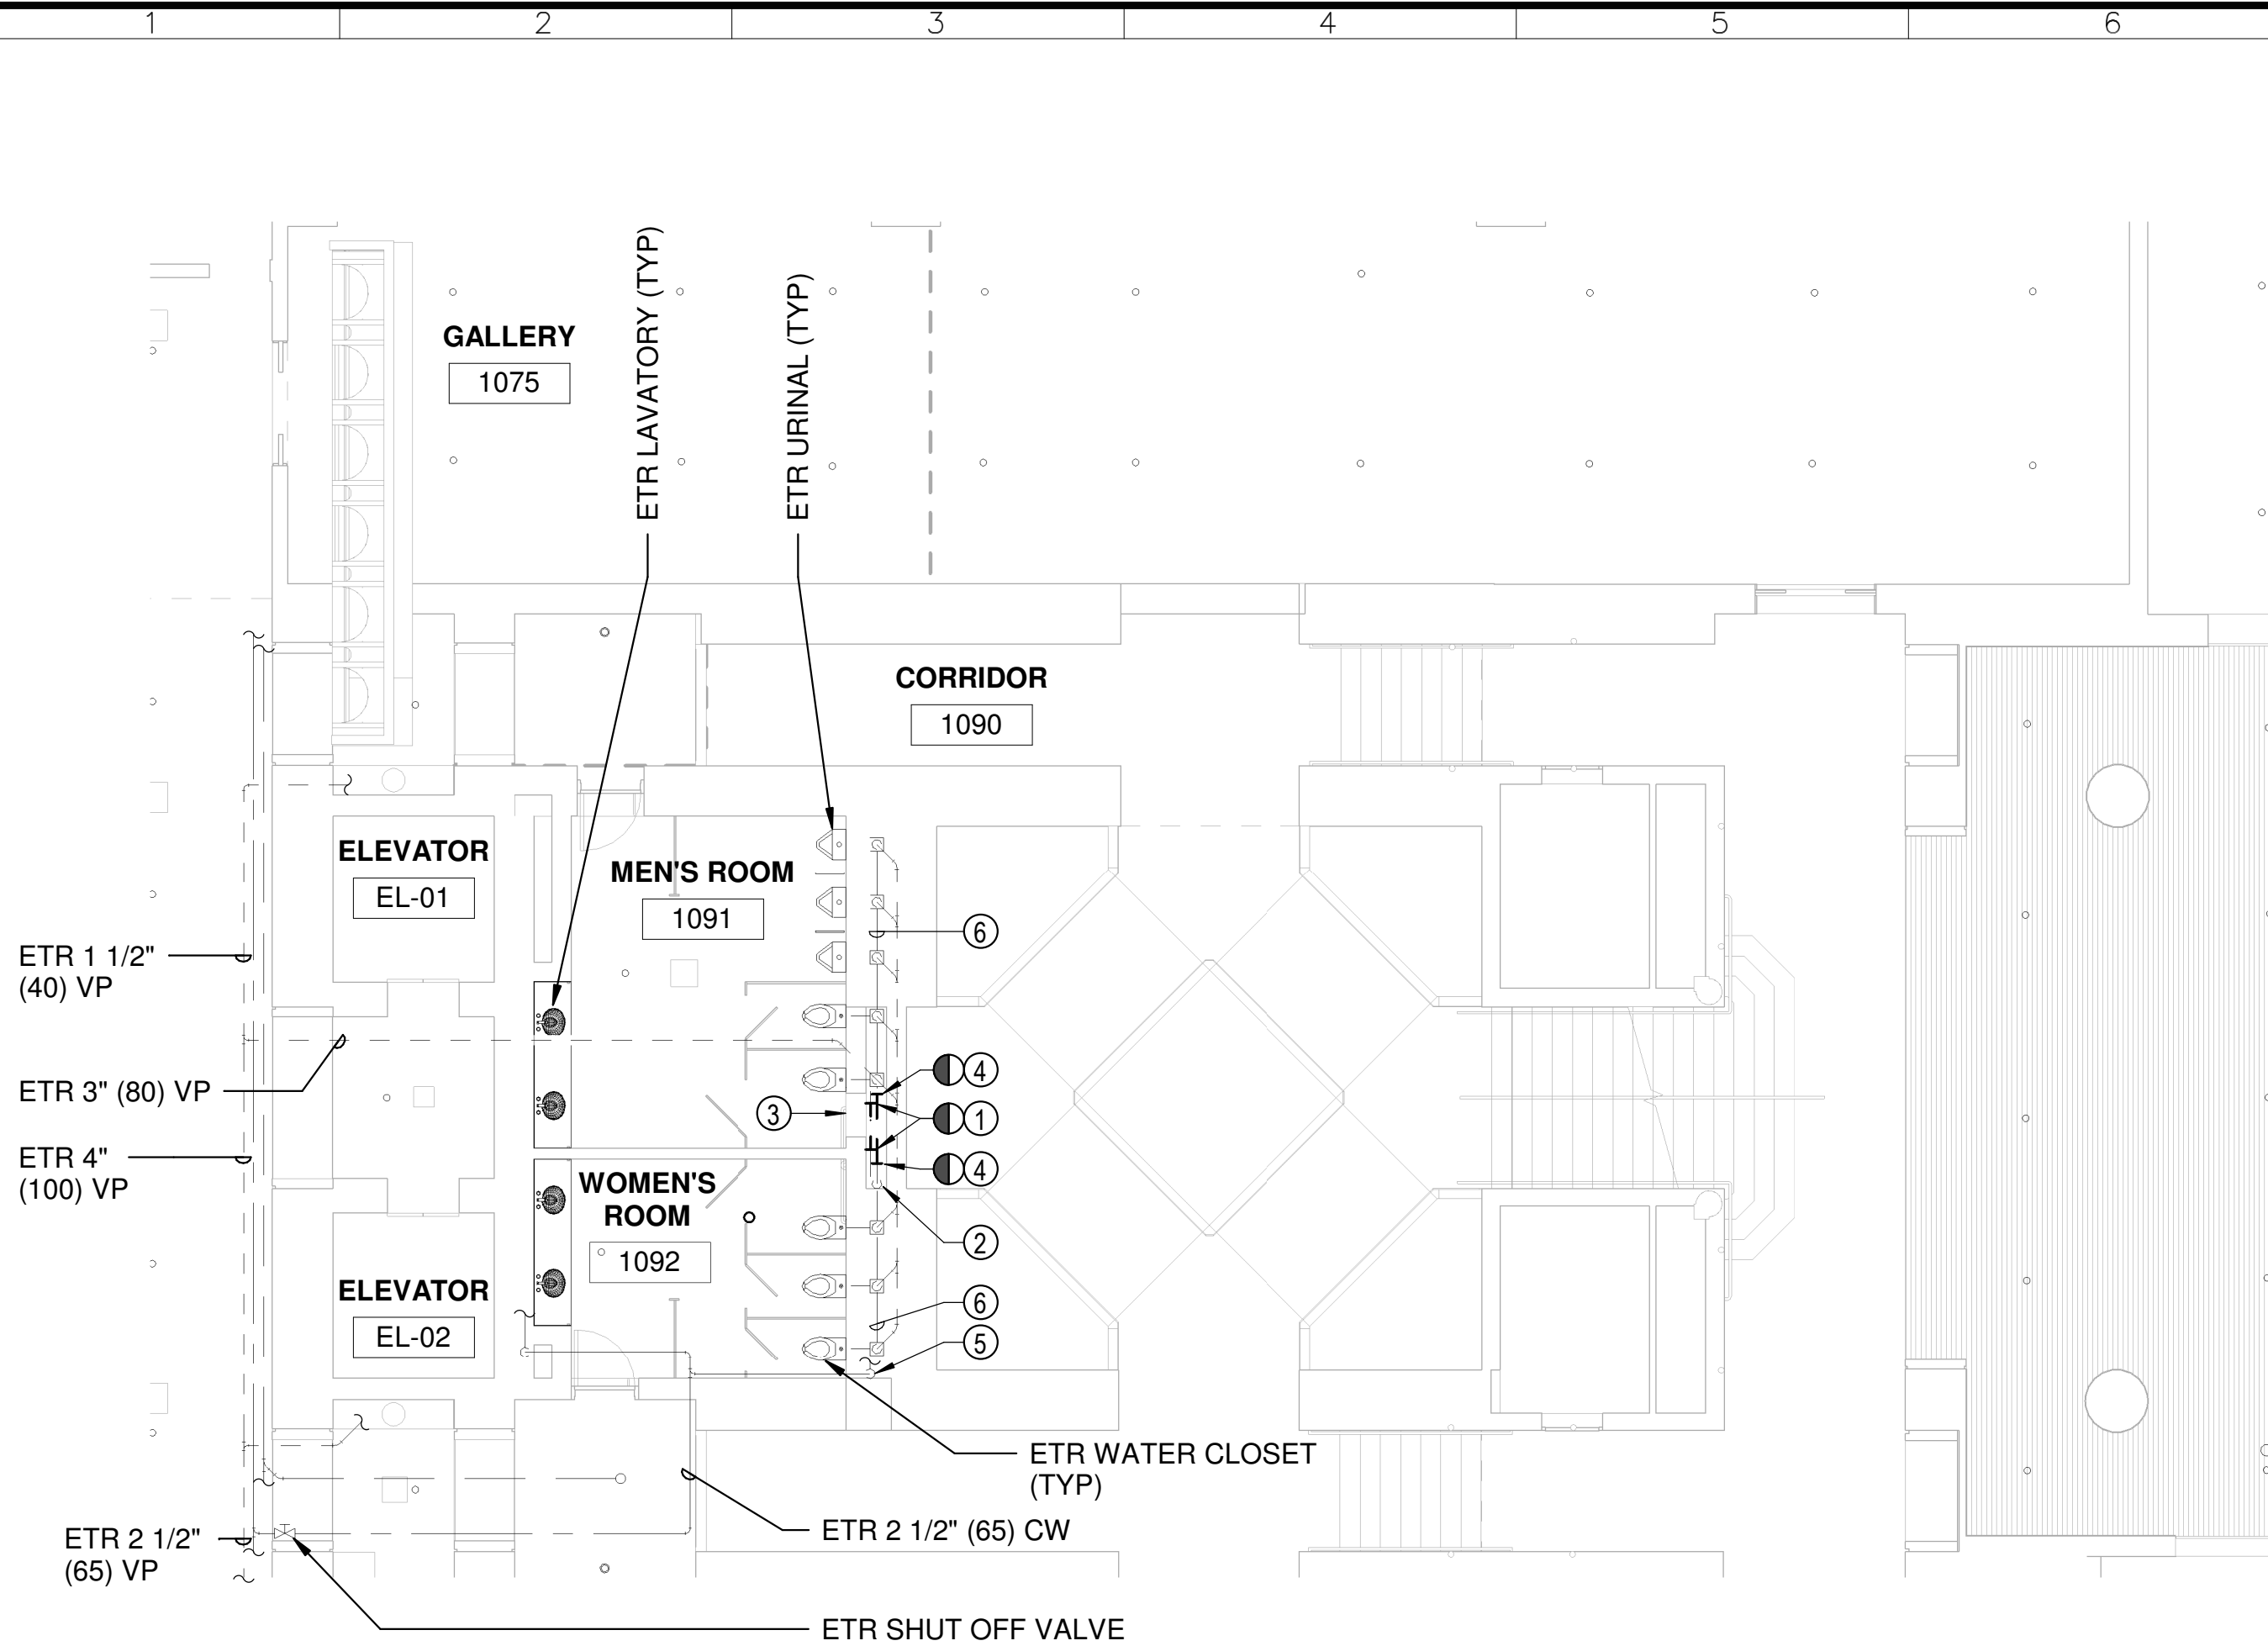 1 2 3 4 5 6
ETR LAVATORY (TYP)
ETR URINAL (TYP)
GALLERY
1075
CORRIDOR
1090
ELEVATOR
EL-01
MEN'S ROOM
1091
6
ETR 1 1/2"
(40) VP
4
ETR 3" (80) VP
3
1
ETR 4"
(100) VP
4
WOMEN'S
ROOM
1092
2
ELEVATOR
EL-02
6
5
ETR WATER CLOSET
(TYP)
ETR 2 1/2" (65) CW
ETR 2 1/2"
(65) VP
ETR SHUT OFF VALVE